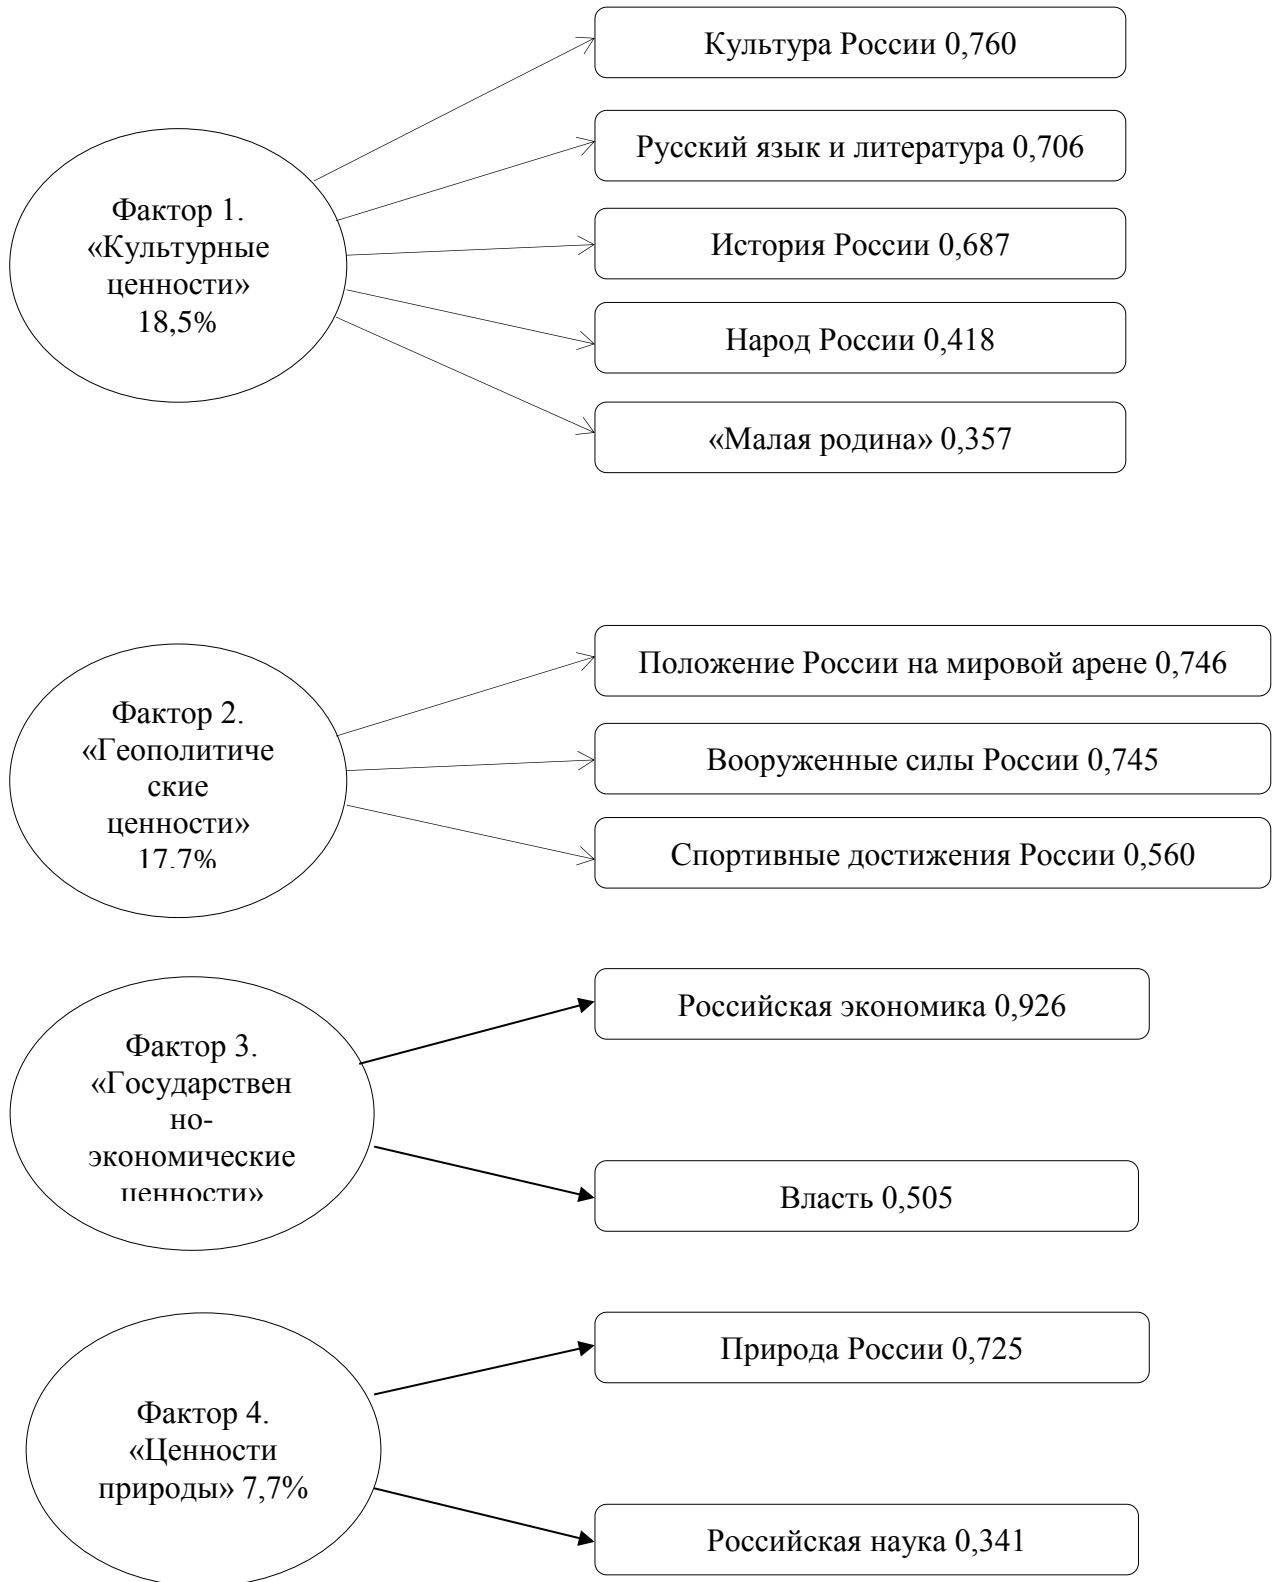 Фактор 1.
«Культурные
ценности»
18,5%
Культура России 0,760
Русский язык и литература 0,706
История России 0,687
Народ России 0,418
«Малая родина» 0,357
Фактор 2.
«Геополитиче
ские
ценности»
17,7%
Положение России на мировой арене 0,746
Вооруженные силы России 0,745
Спортивные достижения России 0,560
Фактор 3.
«Государствен
но-
экономические
ценности»
Российская экономика 0,926
Власть 0,505
Фактор 4.
«Ценности
природы» 7,7%
Природа России 0,725
Российская наука 0,341